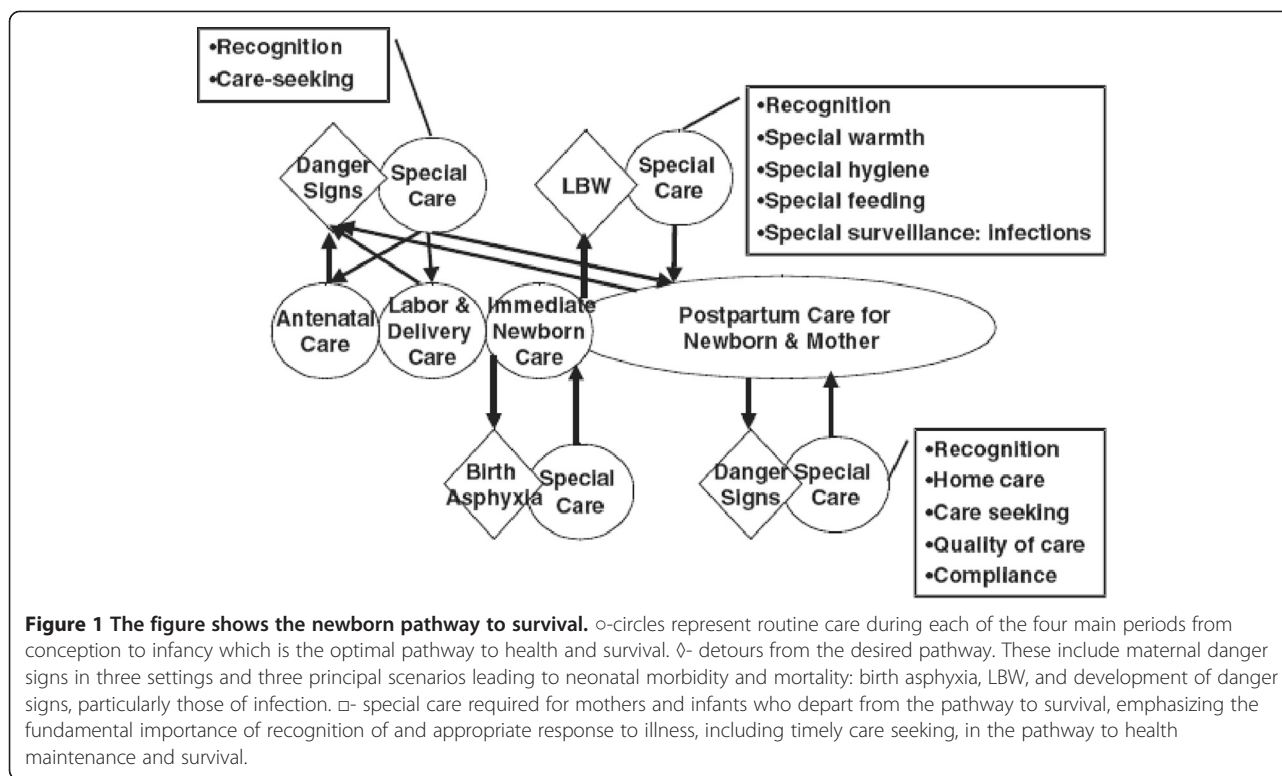 •Recognition
•Care-seeking
•Recognition
•Special warmth
•Special hygiene
•Special feeding
•Special surveillance: infections
Danger
Signs
Special
Care
LBW
Special
Care
Antenatal
Care
Labor &
Delivery
Care
Immediate
Newborn
Care
Postpartum Care for
Newborn & Mother
Birth
Asphyxia
Special
Care
Danger
Signs
Special
Care
•Recognition
•Home care
•Care seeking
•Quality of care
•Compliance
Figure 1 The figure shows the newborn pathway to survival. ○-circles represent routine care during each of the four main periods from
conception to infancy which is the optimal pathway to health and survival. ◊- detours from the desired pathway. These include maternal danger
signs in three settings and three principal scenarios leading to neonatal morbidity and mortality: birth asphyxia, LBW, and development of danger
signs, particularly those of infection. □- special care required for mothers and infants who depart from the pathway to survival, emphasizing the
fundamental importance of recognition of and appropriate response to illness, including timely care seeking, in the pathway to health
maintenance and survival.